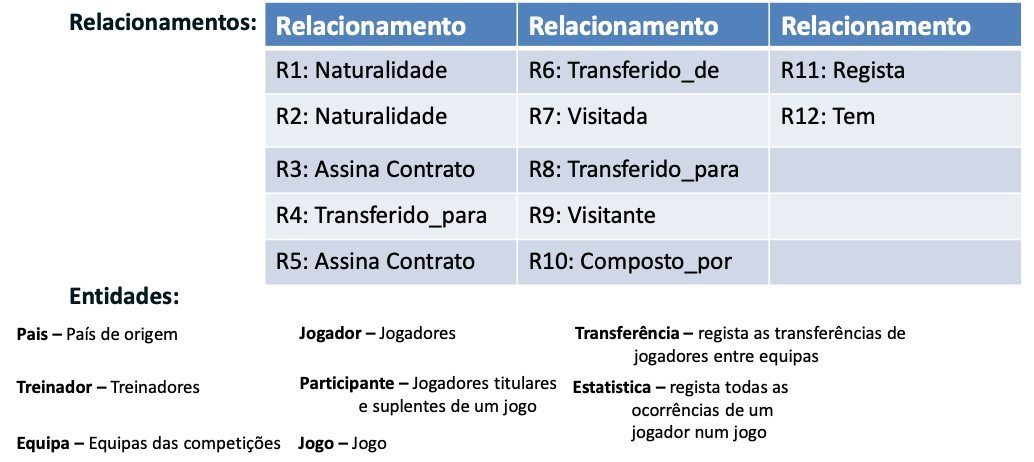 Relacionamentos:
Relacionamento Relacionamento Relacionamento
R1: Naturalidade R6: Transferido_de R11: Regista
R2: Naturalidade R7: Visitada R12: Tem
R3: Assina Contrato R8: Transferido_para
R4: Transferido_para R9: Visitante
R5: Assina Contrato R10: Composto_por
Entidades:
Pais – País de origem
Jogador – Jogadores
Transferência – regista as transferências de
jogadores entre equipas
Treinador – Treinadores
Participante – Jogadores titulares
e suplentes de um jogo
Estatistica – regista todas as
ocorrências de um
jogador num jogo
Equipa – Equipas das competições
Jogo – Jogo